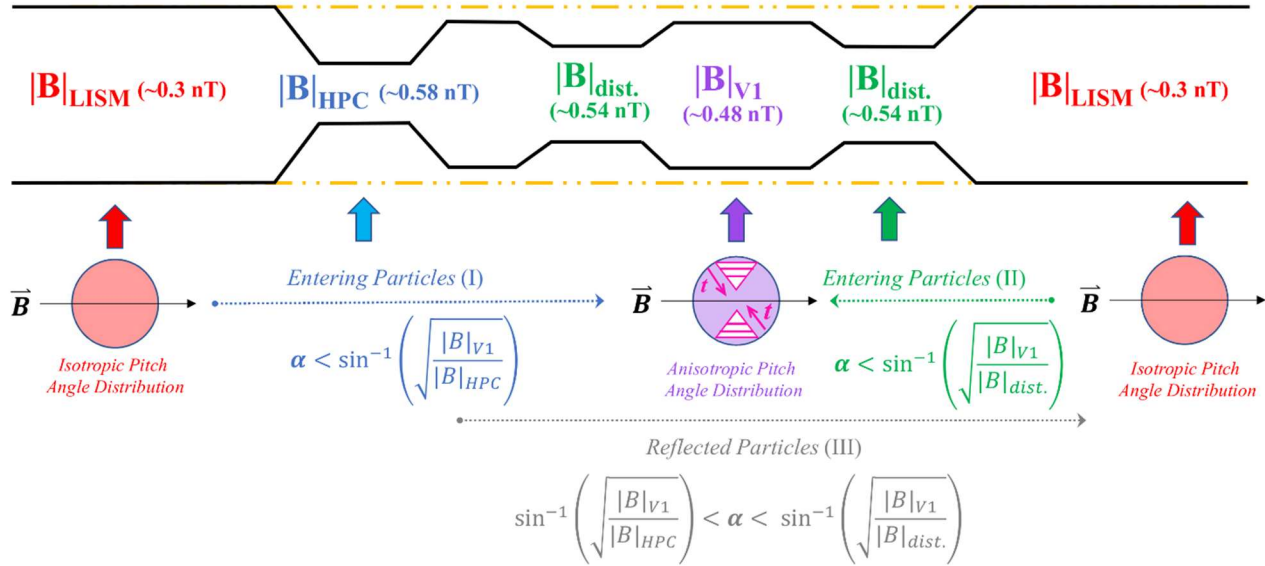 |B|LISM (~0.3 nT)
|B|HPC (~0.58 nT)
|B|dist.
(~0.54 nT)
|B|V1
(~0.48 nT)
|B|dist.
(~0.54 nT)
|B|LISM (~0.3 nT)
B⃗
Isotropic Pitch
Angle Distribution
Entering Particles (I)
α < sin⁻¹(√(|B|V1/|B|HPC))
B⃗
t
t
Anisotropic Pitch
Angle Distribution
Entering Particles (II)
α < sin⁻¹(√(|B|V1/|B|dist.))
B⃗
Isotropic Pitch
Angle Distribution
Reflected Particles (III)
sin⁻¹(√(|B|V1/|B|HPC)) < α < sin⁻¹(√(|B|V1/|B|dist.))